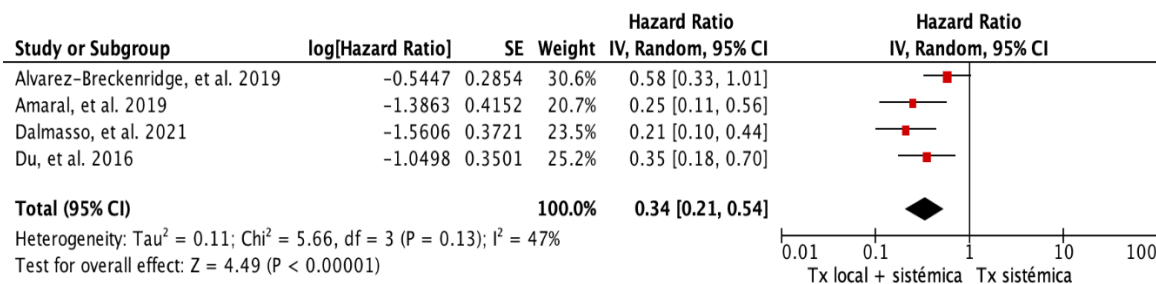 Hazard Ratio Hazard Ratio
Study or Subgroup log[Hazard Ratio] SE Weight IV, Random, 95% CI IV, Random, 95% CI
Alvarez-Breckenridge, et al. 2019 -0.5447 0.2854 30.6% 0.58 [0.33, 1.01]
Amaral, et al. 2019 -1.3863 0.4152 20.7% 0.25 [0.11, 0.56]
Dalmasso, et al. 2021 -1.5606 0.3721 23.5% 0.21 [0.10, 0.44]
Du, et al. 2016 -1.0498 0.3501 25.2% 0.35 [0.18, 0.70]
Total (95% CI) 100.0% 0.34 [0.21, 0.54]
Heterogeneity: Tau² = 0.11; Chi² = 5.66, df = 3 (P = 0.13); I² = 47%
Test for overall effect: Z = 4.49 (P < 0.00001)
0.01 0.1 1 10 100
Tx local + sistémica Tx sistémica